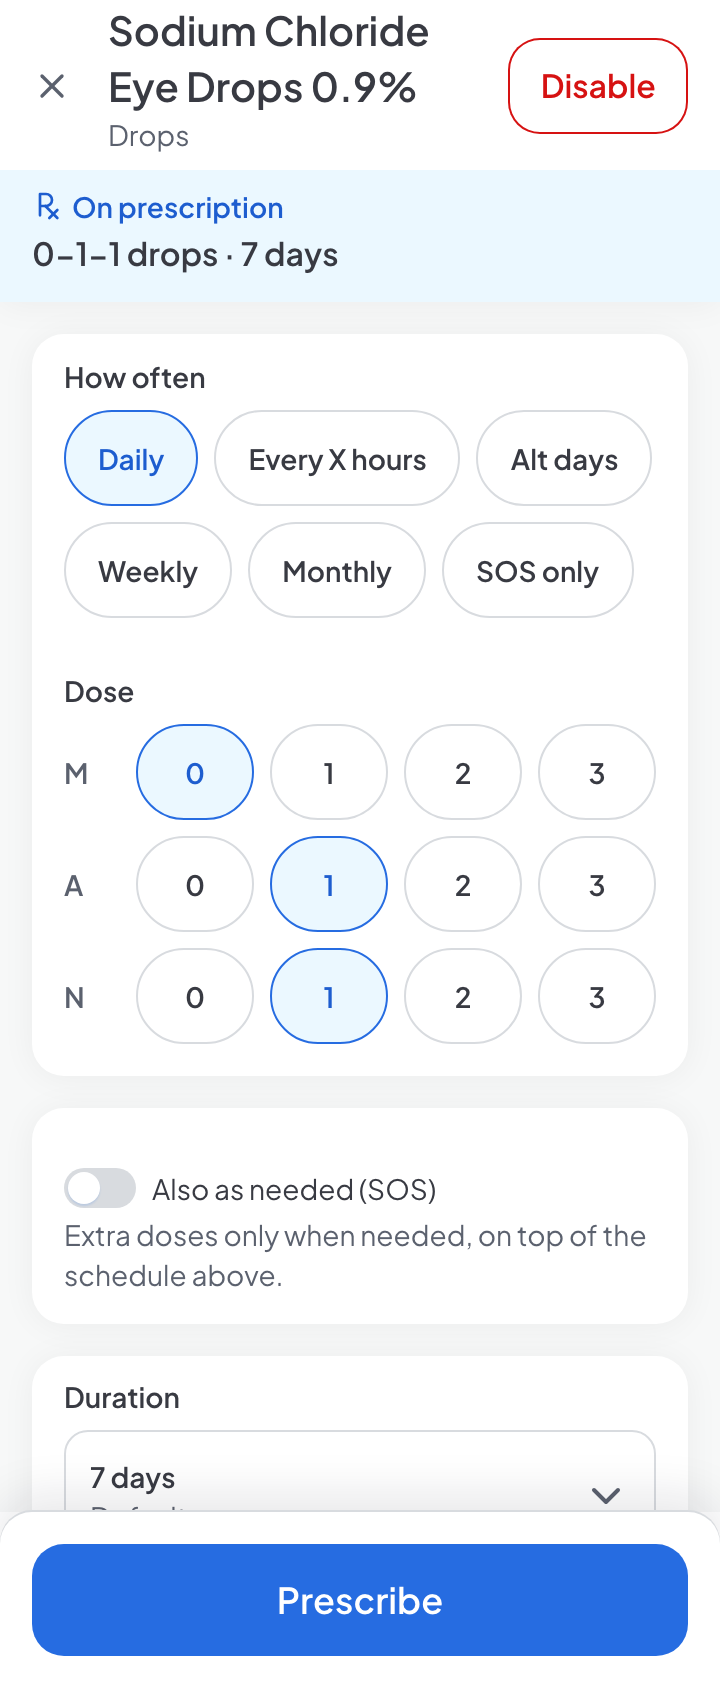 Sodium Chloride
Eye Drops 0.9%
Drops
Disable
On prescription
0–1–1 drops · 7 days
How often
Daily
Every X hours
Alt days
Weekly
Monthly
SOS only
Dose
M 0 1 2 3
A 0 1 2 3
N 0 1 2 3
Also as needed (SOS)
Extra doses only when needed, on top of the
schedule above.
Duration
7 days
Prescribe